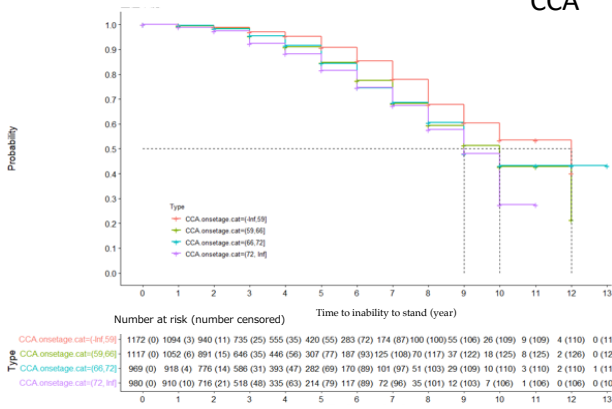 CCA
1.0
0.9
0.8
0.7
0.6
0.5
0.4
0.3
0.2
0.1
0.0
Probability
Type
CCA.onsetage.cat=(-Inf,59]
CCA.onsetage.cat=(59,66]
CCA.onsetage.cat=(66,72]
CCA.onsetage.cat=(72, Inf]
0 1 2 3 4 5 6 7 8 9 10 11 12 13
Time to inability to stand (year)
Number at risk (number censored)
Type
CCA.onsetage.cat=(-Inf,59] 1172 (0) 1094 (3) 940 (11) 735 (25) 555 (35) 420 (55) 283 (72) 174 (87) 100 (100) 55 (106) 26 (109) 9 (109) 4 (110) 0 (11
CCA.onsetage.cat=(59,66] 1117 (0) 1052 (6) 891 (15) 646 (35) 446 (56) 307 (77) 187 (93) 125 (108) 70 (117) 37 (122) 18 (125) 8 (125) 2 (126) 0 (12
CCA.onsetage.cat=(66,72] 969 (0) 918 (4) 776 (14) 586 (31) 393 (47) 282 (69) 170 (89) 101 (97) 51 (103) 29 (109) 10 (110) 3 (110) 2 (110) 1 (11
CCA.onsetage.cat=(72, Inf] 980 (0) 910 (10) 716 (21) 518 (48) 335 (63) 214 (79) 117 (89) 72 (96) 35 (101) 12 (103) 7 (106) 1 (106) 0 (106) 0 (10
0 1 2 3 4 5 6 7 8 9 10 11 12 13